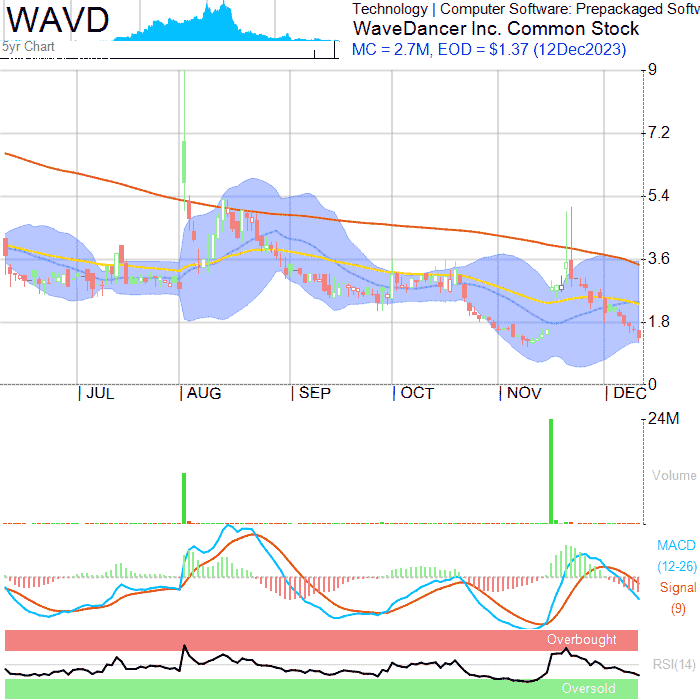 WAVD
5yr Chart
Technology | Computer Software: Prepackaged Softw
WaveDancer Inc. Common Stock
MC = 2.7M, EOD = $1.37 (12Dec2023)
9
7.2
5.4
3.6
1.8
0
| JUL | AUG | SEP | OCT | NOV | DEC
24M
Volume
MACD
(12-26)
Signal
(9)
Overbought
RSI(14)
Oversold